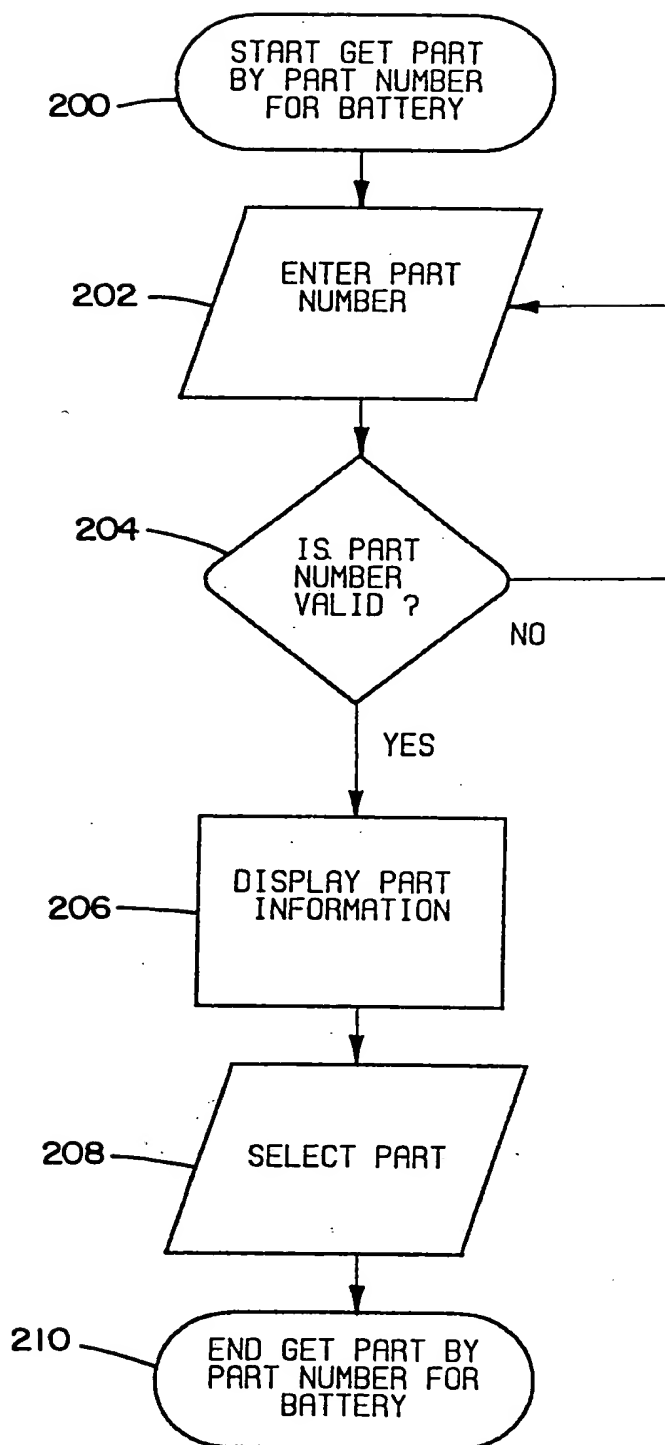 START GET PART
BY PART NUMBER
FOR BATTERY
200
ENTER PART
NUMBER
202
IS PART
NUMBER
VALID ?
204
NO
YES
DISPLAY PART
INFORMATION
206
SELECT PART
208
END GET PART BY
PART NUMBER FOR
BATTERY
210